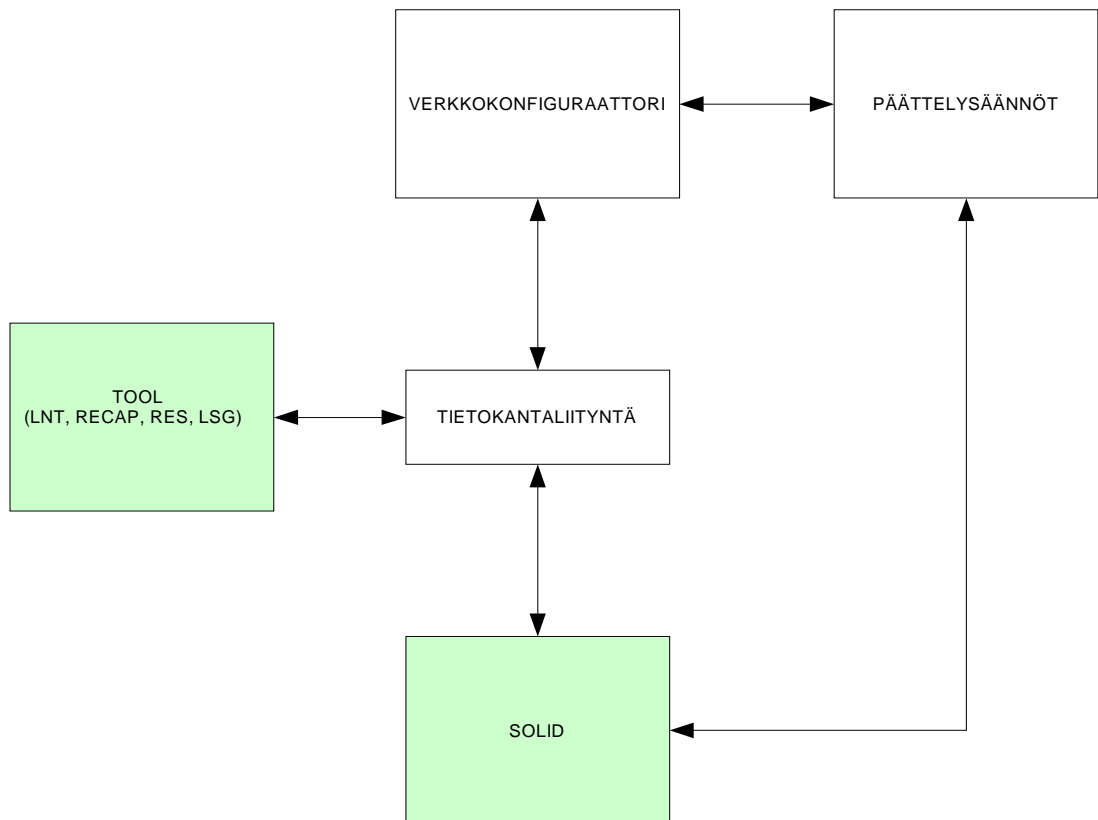 VERKKOKONFIGURAATTORI
PÄÄTTELYSÄÄNNÖT
TOOL
(LNT, RECAP, RES, LSG)
TIETOKANTALIITYNTÄ
SOLID